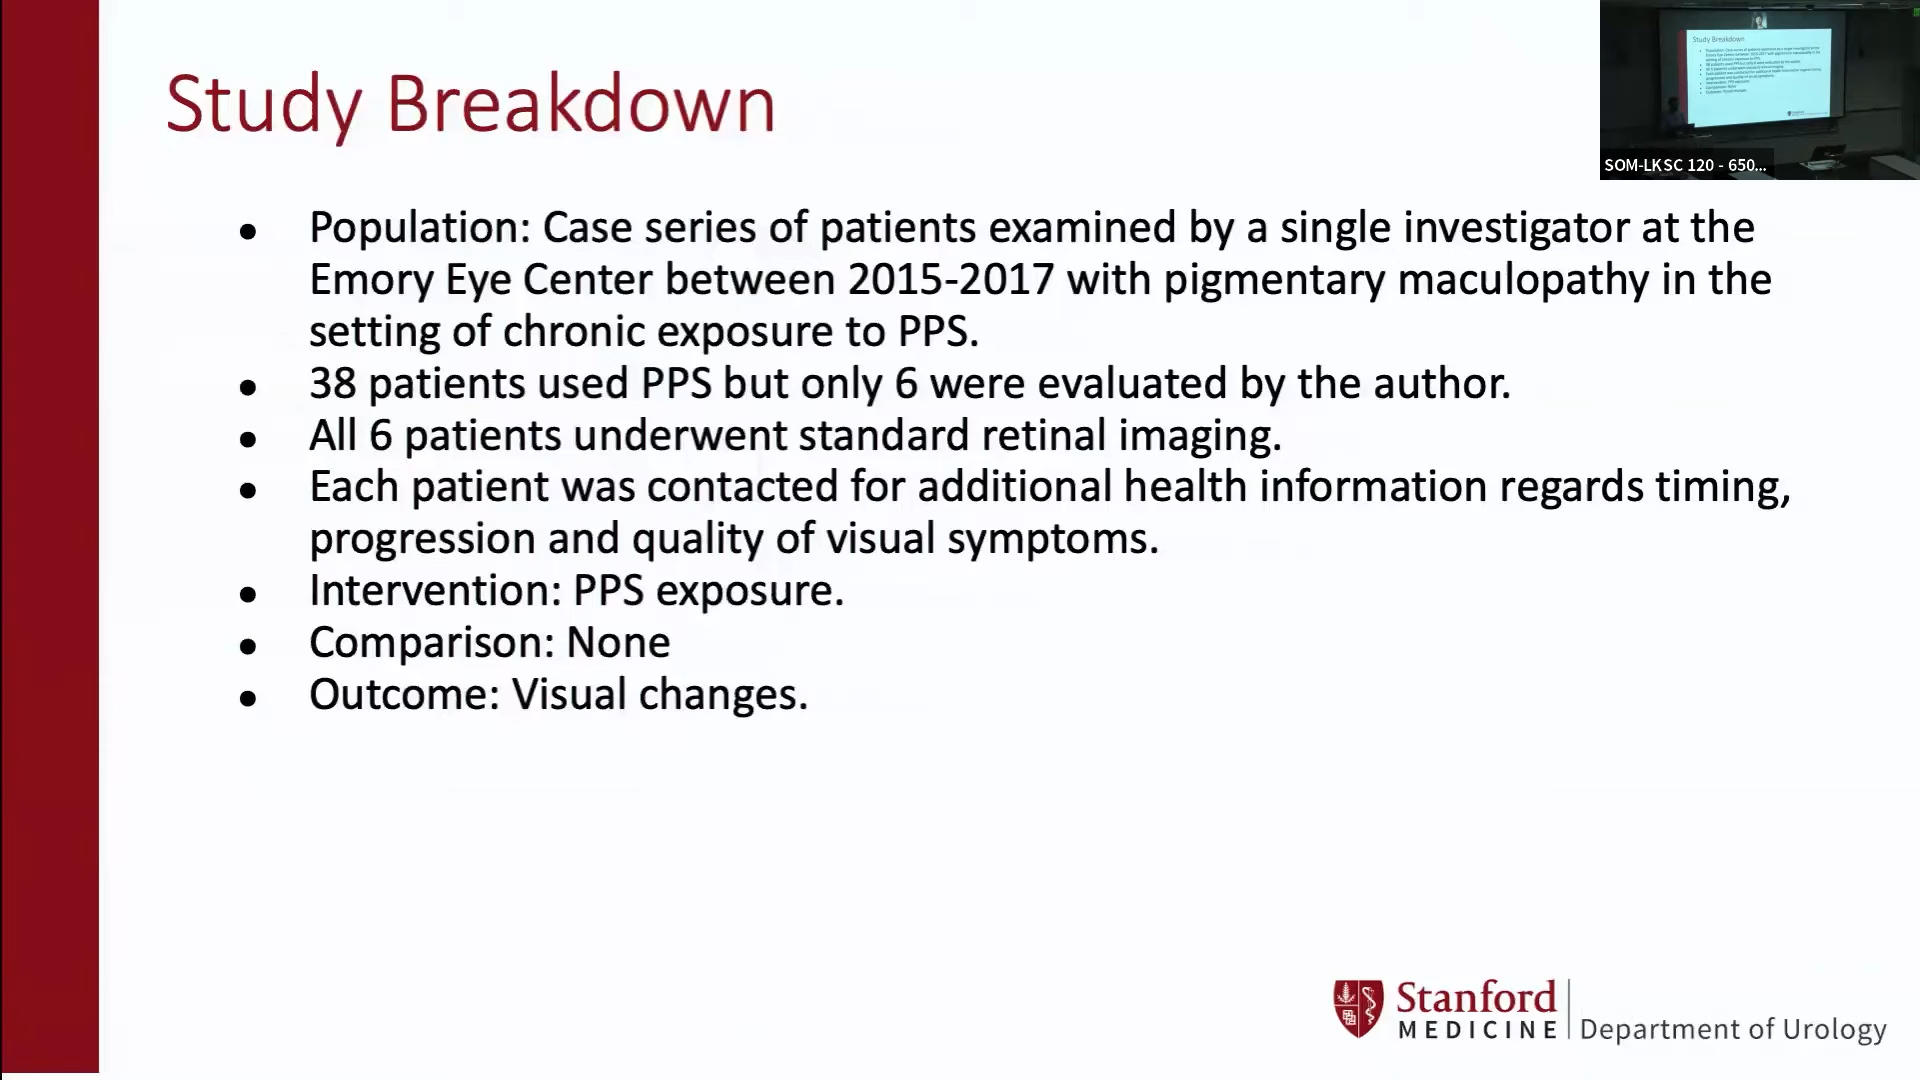 Study Breakdown
• Population: Case series of patients examined by a single investigator at the
Emory Eye Center between 2015-2017 with pigmentary maculopathy in the
setting of chronic exposure to PPS.
• 38 patients used PPS but only 6 were evaluated by the author.
• All 6 patients underwent standard retinal imaging.
• Each patient was contacted for additional health information regards timing,
progression and quality of visual symptoms.
• Intervention: PPS exposure.
• Comparison: None
• Outcome: Visual changes.
Study Breakdown
SOM-LKSC 120 - 650...
Stanford
MEDICINE
Department of Urology